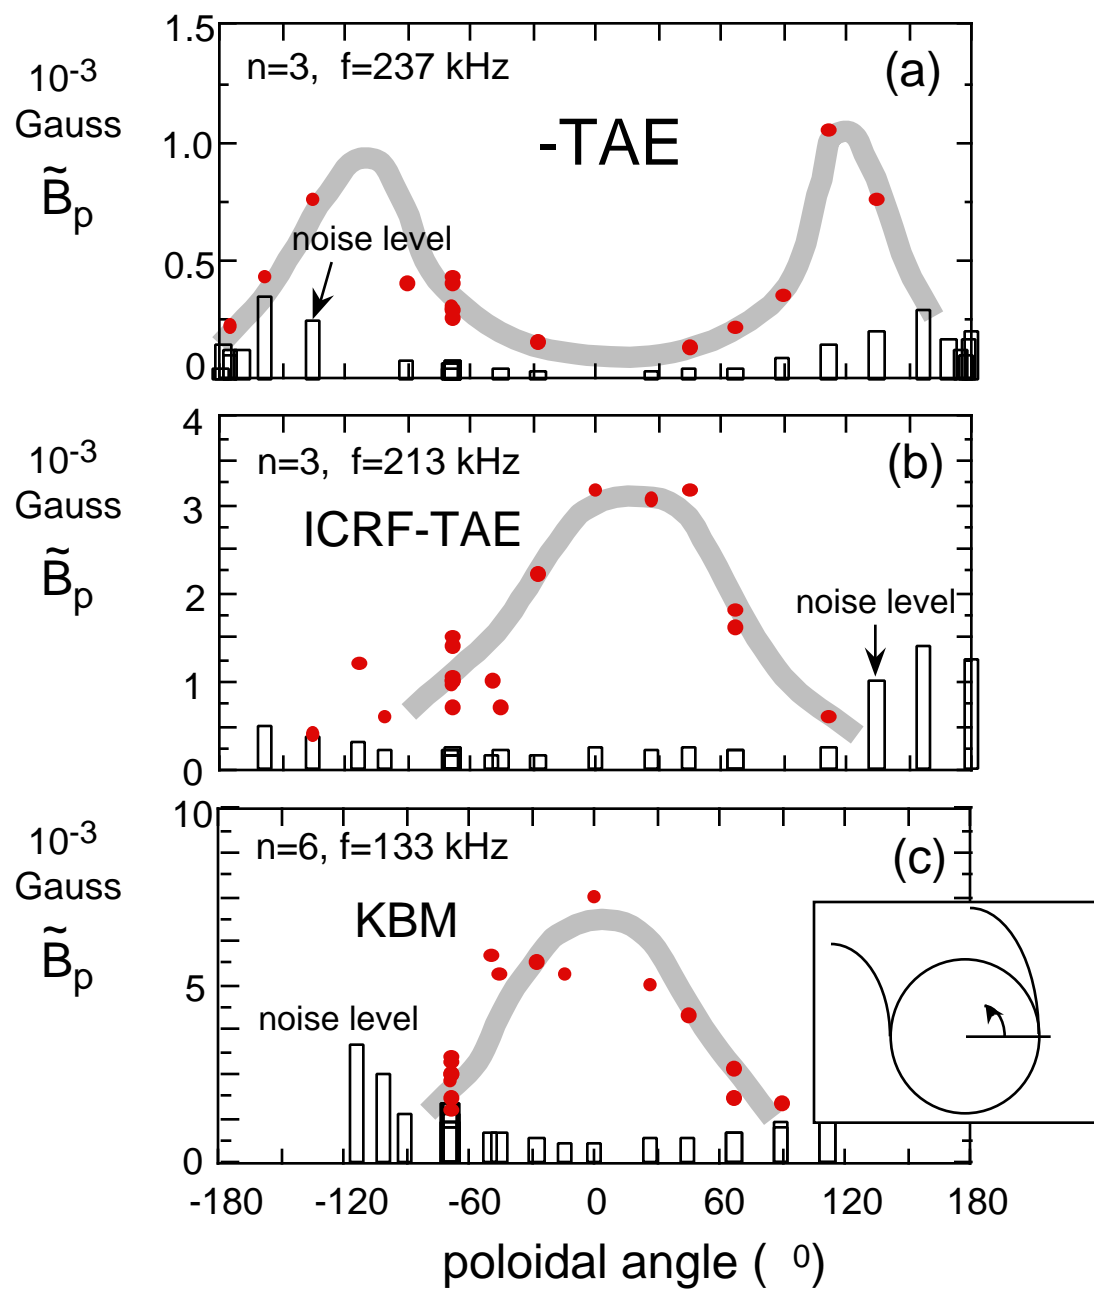 1.5
10-3
Gauss
B̃p
n=3, f=237 kHz
(a)
-TAE
1.0
noise level
0.5
0
4
10-3
Gauss
B̃p
n=3, f=213 kHz
(b)
ICRF-TAE
3
2
noise level
1
0
10
10-3
Gauss
B̃p
n=6, f=133 kHz
(c)
KBM
5
noise level
0
-180 -120 -60 0 60 120 180
poloidal angle ( 0)